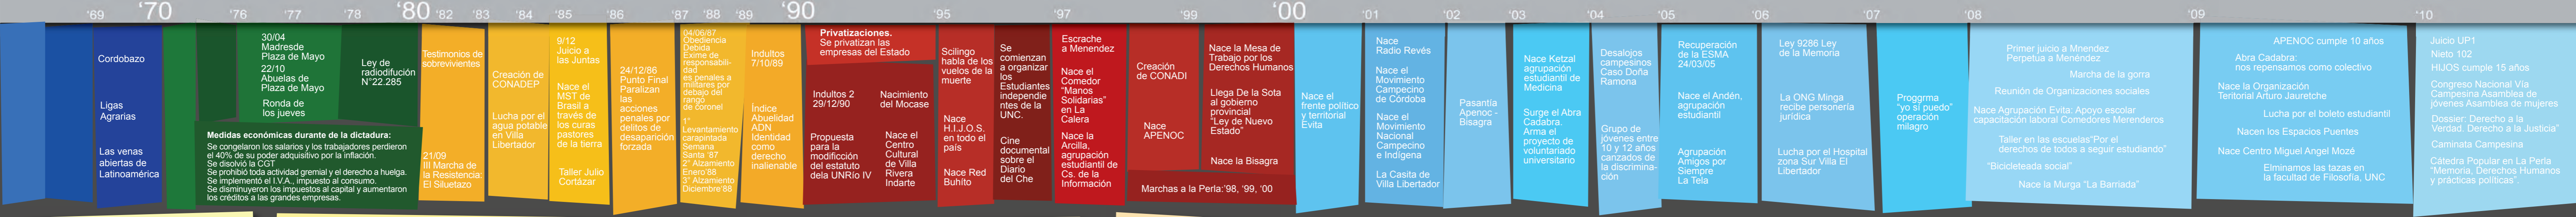 '69
'70
'76
'77
'78
'80
'82
'83
'84
'85
'86
'87
'88
'89
'90
'95
'97
'99
'00
'01
'02
'03
'04
'05
'06
'07
'08
'09
'10
Cordobazo
Ligas
Agrarias
Las venas
abiertas de
Latinoamérica
30/04
Madresde
Plaza de Mayo
22/10
Abuelas de
Plaza de Mayo
Ronda de
los jueves
Ley de
radiodifución
N°22.285
Medidas económicas durante de la dictadura:
Se congelaron los salarios y los trabajadores perdieron
el 40% de su poder adquisitivo por la inflación.
Se disolvió la CGT
Se prohibió toda actividad gremial y el derecho a huelga.
Se implementó el I.V.A., impuesto al consumo.
Se disminuyeron los impuestos al capital y aumentaron
los créditos a las grandes empresas.
Testimonios de
sobrevivientes
21/09
III Marcha de
la Resistencia:
El Siluetazo
Creación de
CONADEP
Lucha por el
agua potable
en Villa
Libertador
9/12
Juicio a
las Juntas
Nace el
MST de
Brasil a
través de
los curas
pastores
de la tierra
Taller Julio
Cortázar
24/12/86
Punto Final
Paralizan
las
acciones
penales por
delitos de
desaparición
forzada
04/06/87
Obediencia
Debida
Exime de
responsabili-
dad
es penales a
militares por
debajo del
rango
de coronel
1°
Levantamiento
carapintada
Semana
Santa '87
2° Alzamiento
Enero'88
3° Alzamiento
Diciembre'88
Indultos
7/10/89
Índice
Abuelidad
ADN
Identidad
como
derecho
inalienable
Privatizaciones.
Se privatizan las
empresas del Estado
Indultos 2
29/12/90
Nacimiento
del Mocase
Propuesta
para la
modificción
del estatuto
dela UNRío IV
Nace el
Centro
Cultural
de Villa
Rivera
Indarte
Scilingo
habla de los
vuelos de la
muerte
Nace
H.I.J.O.S.
en todo el
país
Nace Red
Buhito
Se
comienzan
a organizar
los
Estudiantes
independie
ntes de la
UNC.
Cine
documental
sobre el
Diario
del Che
Escrache
a Menendez
Nace el
Comedor
"Manos
Solidarias"
en La
Calera
Nace la
Arcilla,
agrupación
estudiantil de
Cs. de la
Información
Creación
de CONADI
Nace
APENOC
Nace la Mesa de
Trabajo por los
Derechos Humanos
Llega De la Sota
al gobierno
provincial
"Ley de Nuevo
Estado"
Nace la Bisagra
Marchas a la Perla:'98, '99, '00
Nace el
frente político
y territorial
Evita
Nace
Radio Revés
Nace el
Movimiento
Campecino
de Córdoba
Nace el
Movimiento
Nacional
Campecino
e Indígena
La Casita de
Villa Libertador
Pasantía
Apenoc -
Bisagra
Nace Ketzal
agrupación
estudiantil de
Medicina
Surge el Abra
Cadabra.
Arma el
proyecto de
voluntariado
universitario
Desalojos
campesinos
Caso Doña
Ramona
Grupo de
jóvenes entre
10 y 12 años
canzados de
la discrimina-
ción
Recuperación
de la ESMA
24/03/05
Nace el Andén,
agrupación
estudiantil
Agrupación
Amigos por
Siempre
La Tela
Ley 9286 Ley
de la Memoria
La ONG Minga
recibe personería
jurídica
Lucha por el Hospital
zona Sur Villa El
Libertador
Proggrma
"yo si puedo"
operación
milagro
Primer juicio a Mnendez
Perpetua a Menéndez
Marcha de la gorra
Reunión de Organizaciones sociales
Nace Agrupación Evita: Apoyo escolar
capacitación laboral Comedores Merenderos
Taller en las escuelas"Por el
derechos de todos a seguir estudiando"
"Bicicleteada social"
Nace la Murga "La Barriada"
APENOC cumple 10 años
Abra Cadabra:
nos repensamos como colectivo
Nace la Organización
Teritorial Arturo Jauretche
Lucha por el boleto estudiantil
Nacen los Espacios Puentes
Nace Centro Miguel Angel Mozé
Elminamos las tazas en
la facultad de Filosofía, UNC
Juicio UP1
Nieto 102
HIJOS cumple 15 años
Congreso Nacional Vía
Campesina Asamblea de
jóvenes Asamblea de mujeres
Dossier: Derecho a la
Verdad. Derecho a la Justicia"
Caminata Campesina
Cátedra Popular en La Perla
"Memoria, Derechos Humanos
y prácticas políticas".